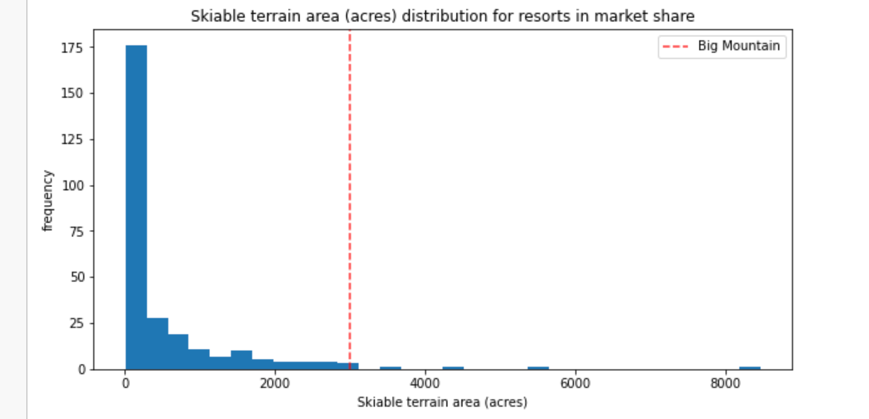 Skiable terrain area (acres) distribution for resorts in market share
175
150
125
100
75
50
25
0
frequency
Big Mountain
0 2000 4000 6000 8000
Skiable terrain area (acres)